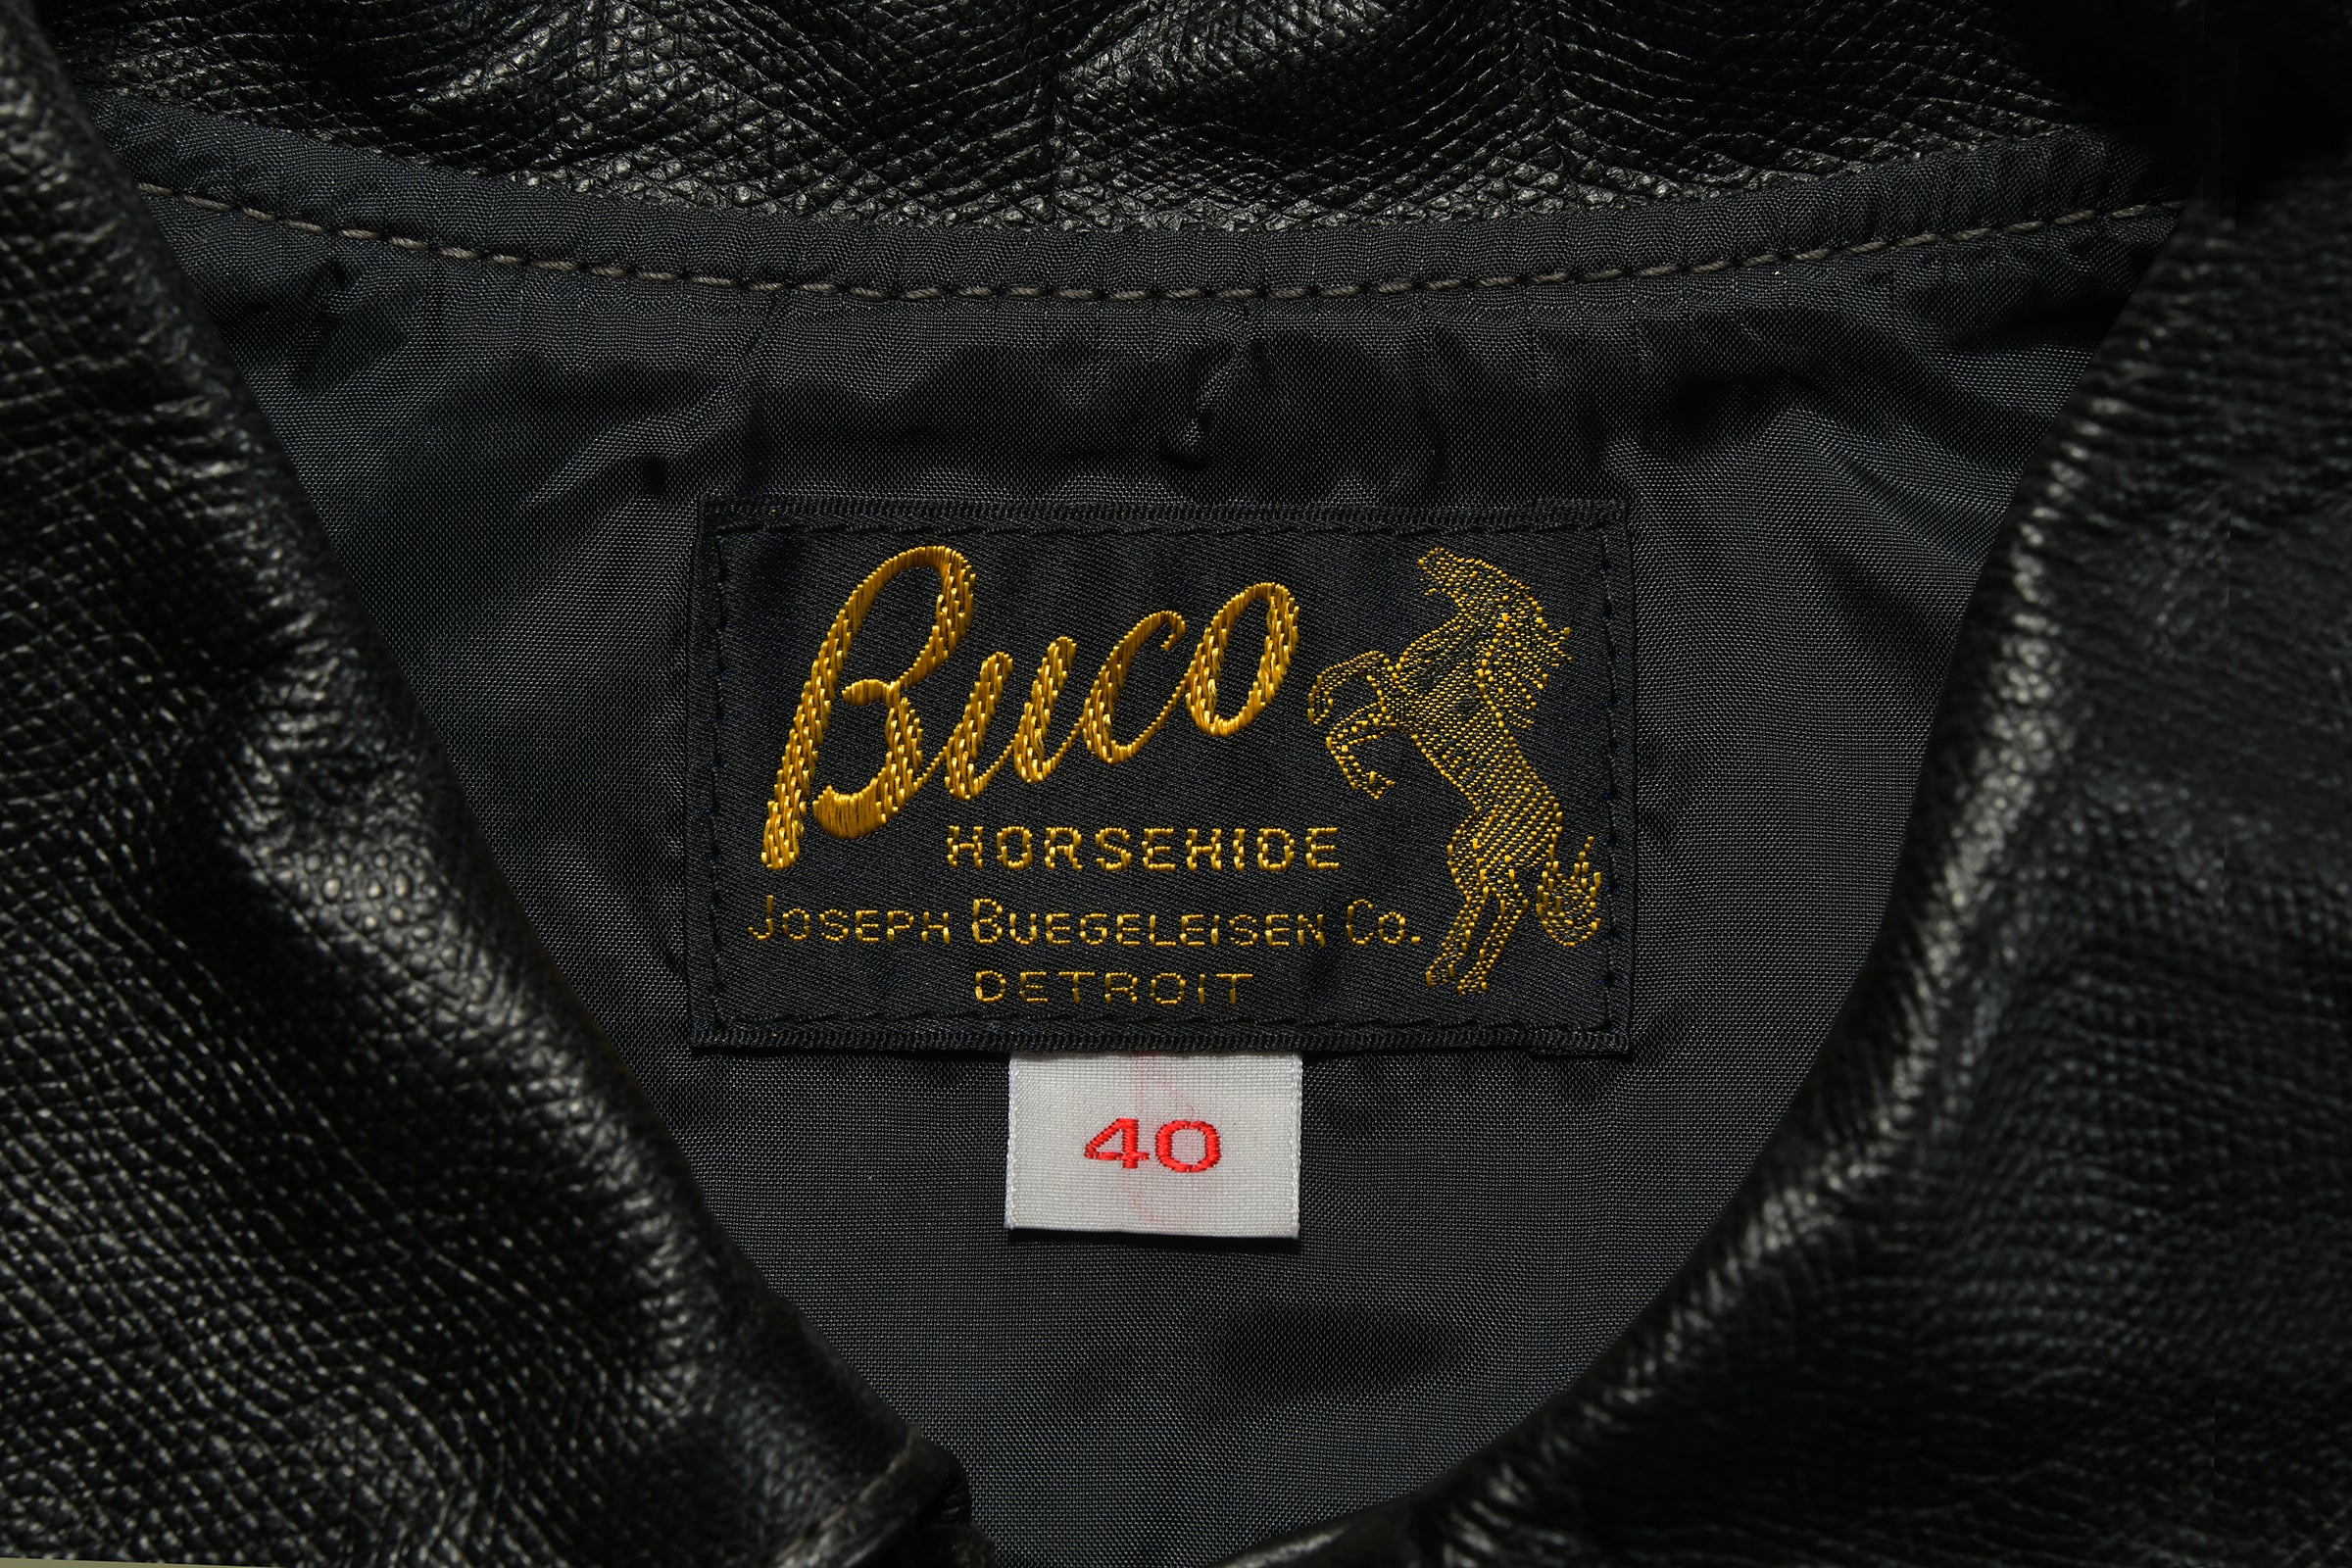 Buco
HORSEHIDE
JOSEPH BUEGELEISEN CO.
DETROIT
40